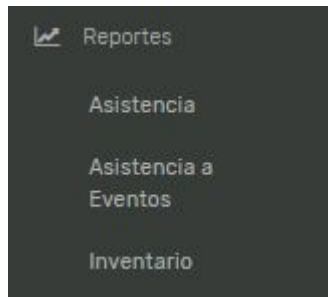 Reportes
Asistencia
Asistencia a
Eventos
Inventario